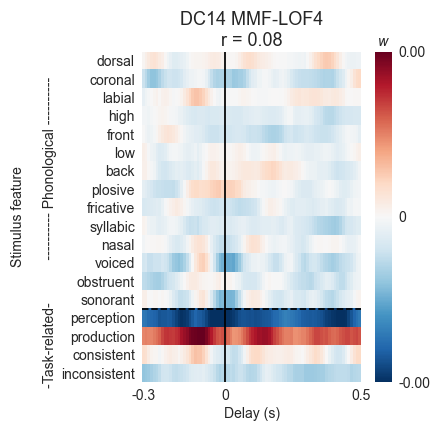 DC14 MMF-LOF4
r = 0.08
w
dorsal
coronal
labial
high
front
low
back
plosive
fricative
syllabic
nasal
voiced
obstruent
sonorant
perception
production
consistent
inconsistent
Stimulus feature
----------- Phonological ----------
-Task-related-
-0.3
0
0.5
Delay (s)
0.00
0
-0.00